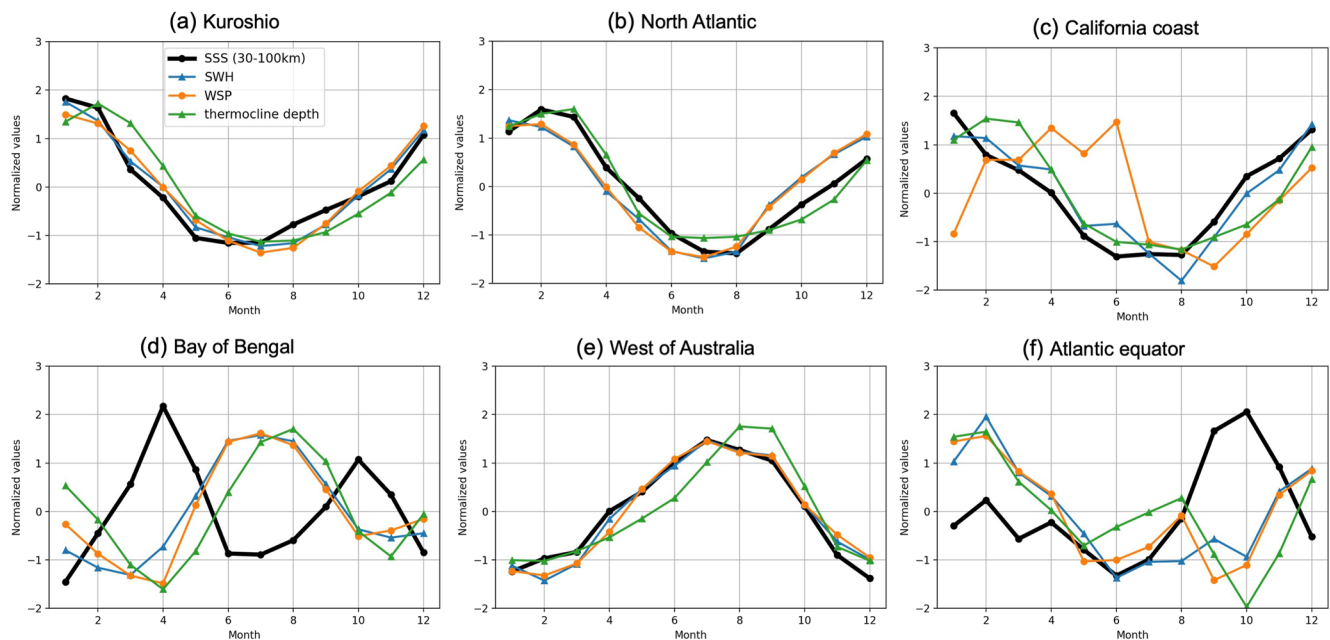 (a) Kuroshio
3
2
1
0
−1
−2
Normalized values
2 4 6 8 10 12
Month
SSS (30-100km)
SWH
WSP
thermocline depth
(b) North Atlantic
3
2
1
0
−1
−2
Normalized values
2 4 6 8 10 12
Month
(c) California coast
3
2
1
0
−1
−2
Normalized values
2 4 6 8 10 12
Month
(d) Bay of Bengal
3
2
1
0
−1
−2
Normalized values
2 4 6 8 10 12
Month
(e) West of Australia
3
2
1
0
−1
−2
Normalized values
2 4 6 8 10 12
Month
(f) Atlantic equator
3
2
1
0
−1
−2
Normalized values
2 4 6 8 10 12
Month